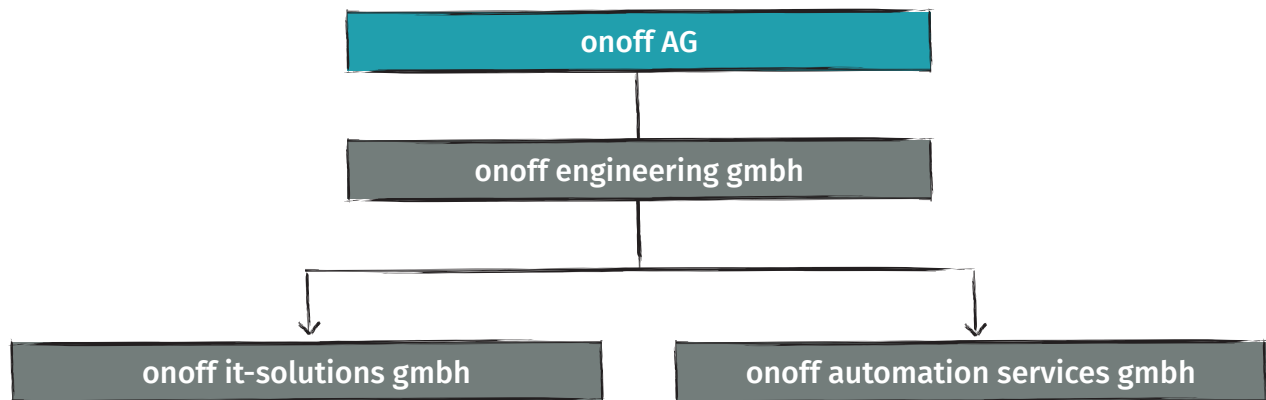 onoff AG
onoff engineering gmbh
onoff it-solutions gmbh
onoff automation services gmbh